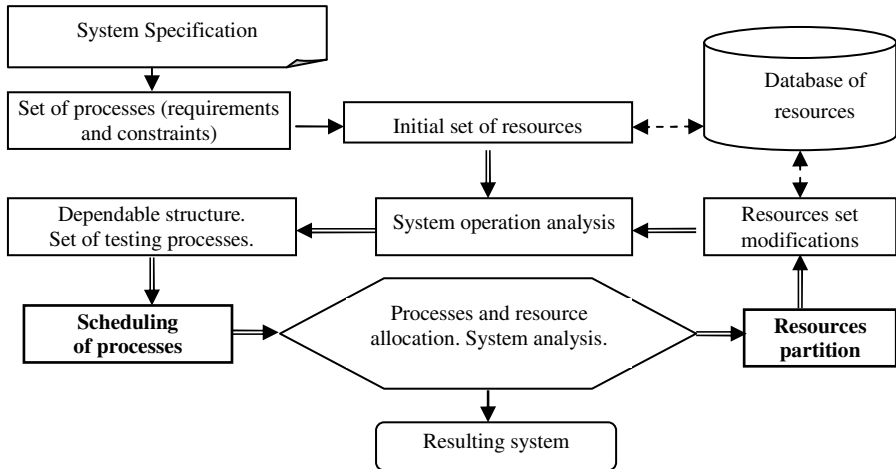 System Specification
Database of
resources
Set of processes (requirements
and constraints)
Initial set of resources
Dependable structure.
Set of testing processes.
System operation analysis
Resources set
modifications
Scheduling
of processes
Processes and resource
allocation. System analysis.
Resources
partition
Resulting system